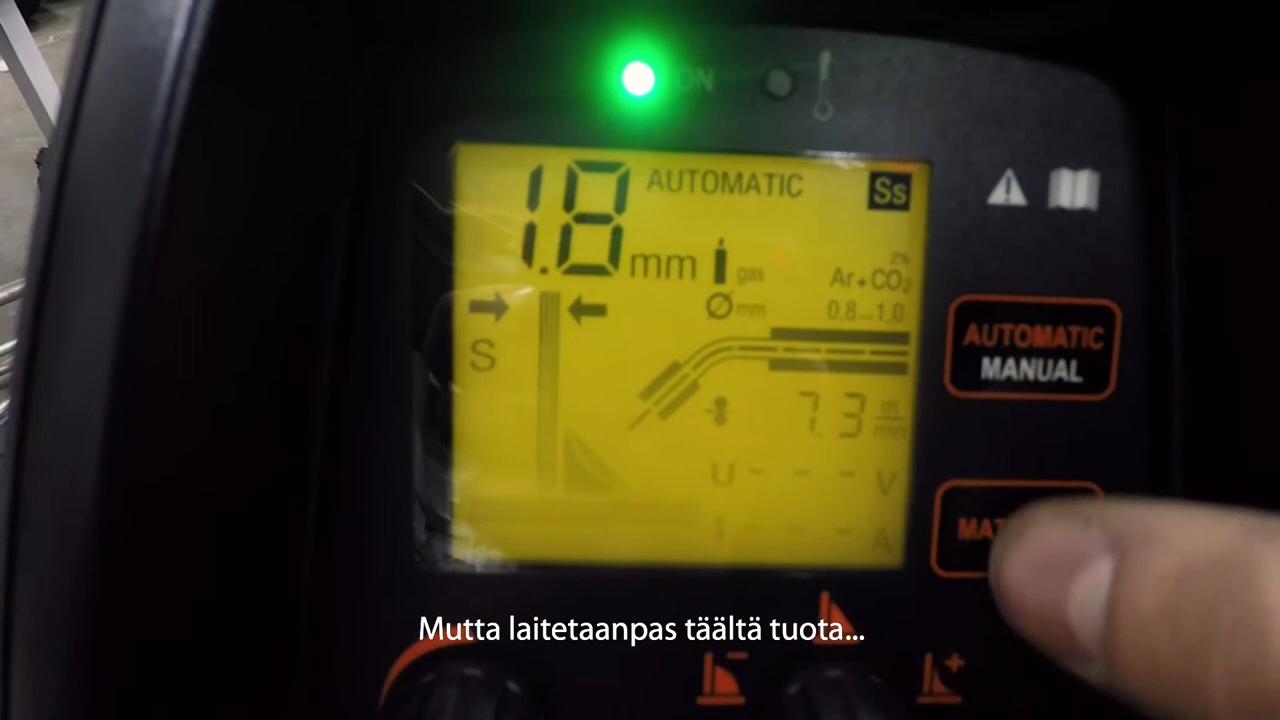 ON
1.8 mm AUTOMATIC Ss
gas 2% Ar+CO₂
Ø mm 0.8...1.0
S
7.3 m/min
U - - - V
I - - - A
AUTOMATIC
MANUAL
Mutta laitetaanpas täältä tuota...